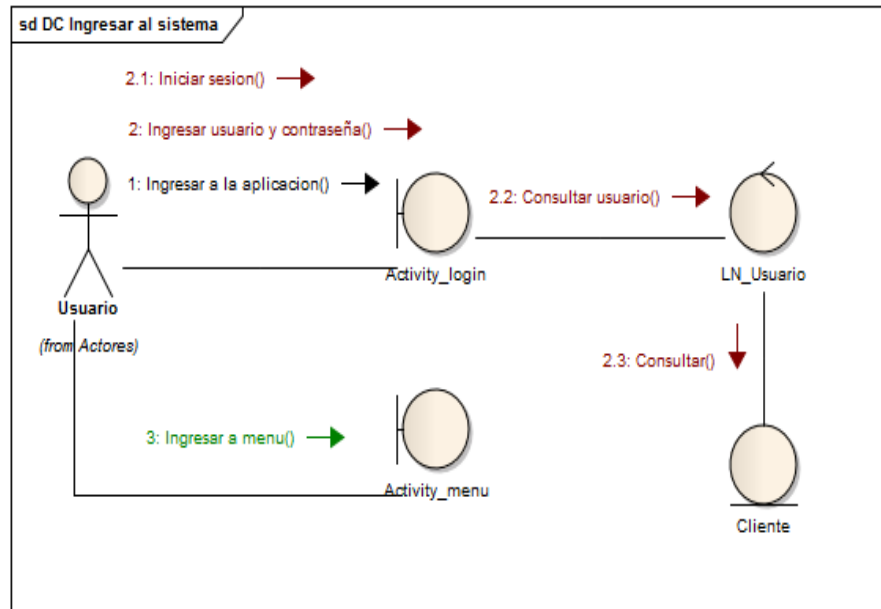 sd DC Ingresar al sistema
2.1: Iniciar sesion()
2: Ingresar usuario y contraseña()
1: Ingresar a la aplicacion()
2.2: Consultar usuario()
Activity_login
LN_Usuario
Usuario
(from Actores)
2.3: Consultar()
3: Ingresar a menu()
Activity_menu
Cliente